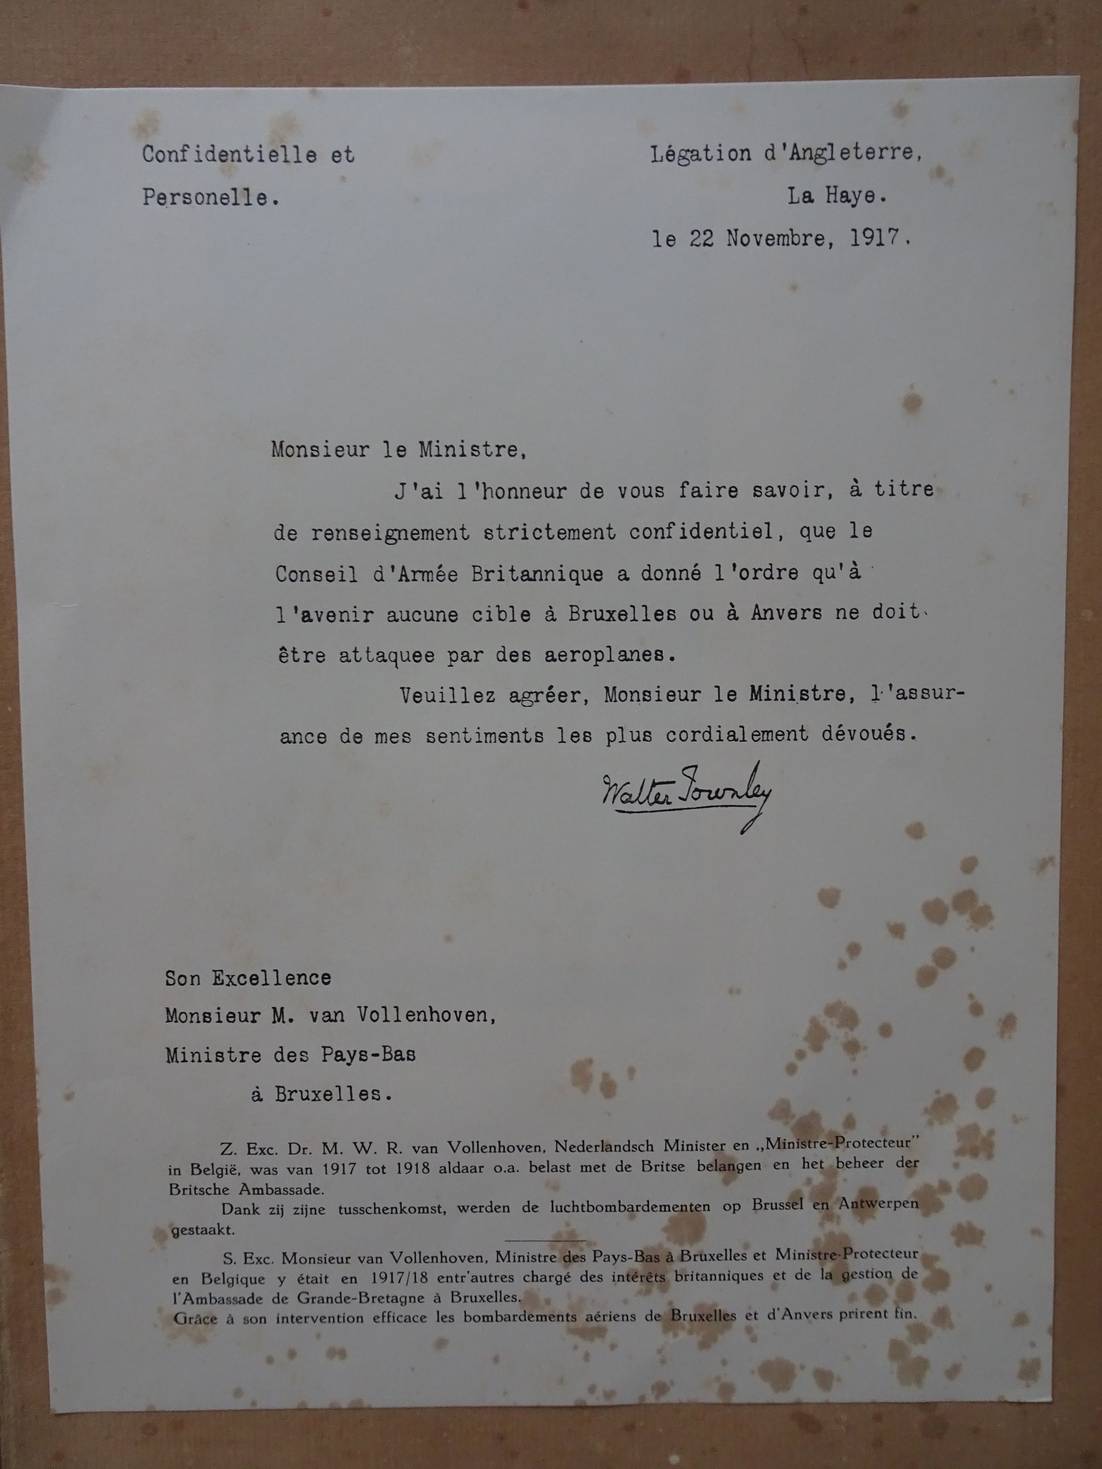 Confidentielle et
Personelle.
Légation d'Angleterre,
La Haye.
le 22 Novembre, 1917.
Monsieur le Ministre,
J'ai l'honneur de vous faire savoir, à titre
de renseignement strictement confidentiel, que le
Conseil d'Armée Britannique a donné l'ordre qu'à
l'avenir aucune cible à Bruxelles ou à Anvers ne doit
être attaquee par des aeroplanes.
Veuillez agréer, Monsieur le Ministre, l'assur-
ance de mes sentiments les plus cordialement dévoués.
Walter Townley
Son Excellence
Monsieur M. van Vollenhoven,
Ministre des Pays-Bas
à Bruxelles.
Z. Exc. Dr. M. W. R. van Vollenhoven, Nederlandsch Minister en „Ministre-Protecteur"
in België, was van 1917 tot 1918 aldaar o.a. belast met de Britse belangen en het beheer der
Britsche Ambassade.
Dank zij zijne tusschenkomst, werden de luchtbombardementen op Brussel en Antwerpen
gestaakt.
S. Exc. Monsieur van Vollenhoven, Ministre des Pays-Bas à Bruxelles et Ministre-Protecteur
en Belgique y était en 1917/18 entr'autres chargé des intérêts britanniques et de la gestion de
l'Ambassade de Grande-Bretagne à Bruxelles.
Grâce à son intervention efficace les bombardements aériens de Bruxelles et d'Anvers prirent fin.